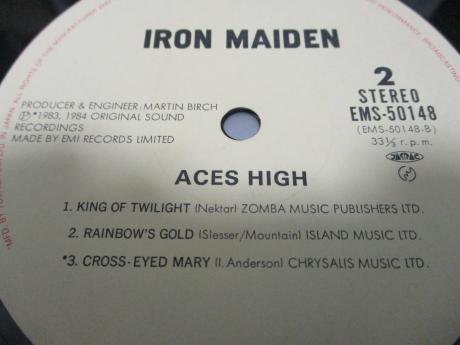 IRON MAIDEN
2
STEREO
EMS-50148
(EMS-50148-B)
33⅓ r.p.m.
JASRAC
PRODUCER & ENGINEER: MARTIN BIRCH
Ⓟ*1983, 1984 ORIGINAL SOUND
RECORDINGS
MADE BY EMI RECORDS LIMITED
ACES HIGH
1. KING OF TWILIGHT (Nektar) ZOMBA MUSIC PUBLISHERS LTD.
2. RAINBOW'S GOLD (Slesser/Mountain) ISLAND MUSIC LTD.
*3. CROSS-EYED MARY (I. Anderson) CHRYSALIS MUSIC LTD.